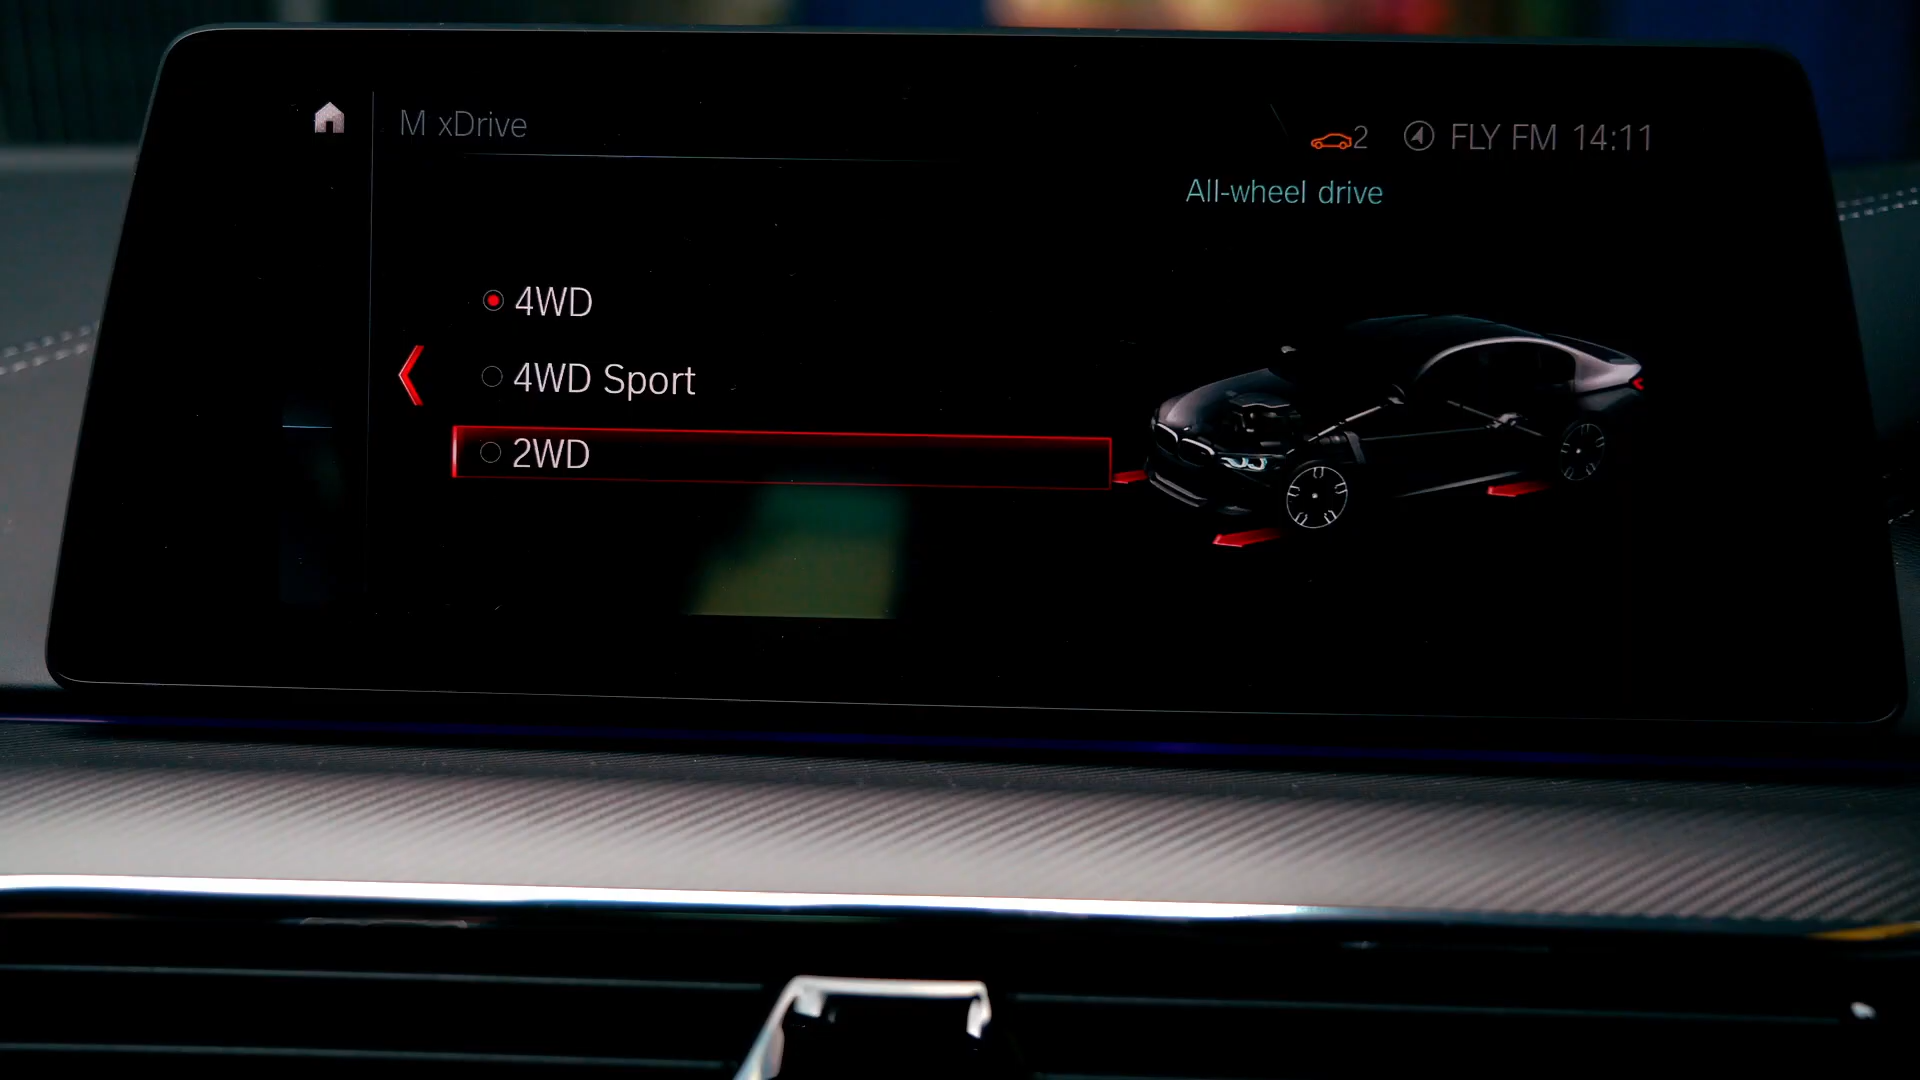 M xDrive
2 FLY FM 14:11
All-wheel drive
4WD
4WD Sport
2WD